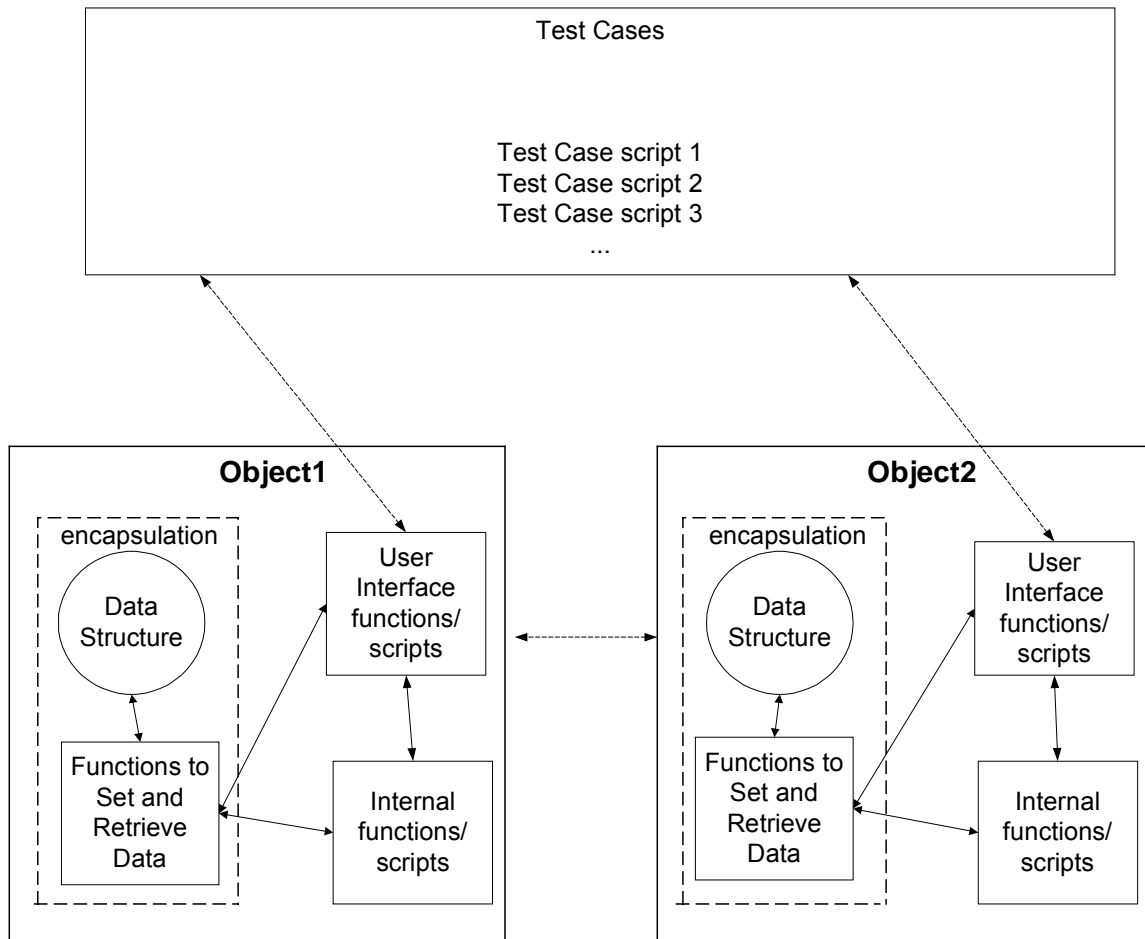 Test Cases
Test Case script 1
Test Case script 2
Test Case script 3
...
Object1
encapsulation
Data
Structure
Functions to
Set and
Retrieve
Data
User
Interface
functions/
scripts
Internal
functions/
scripts
Object2
encapsulation
Data
Structure
Functions to
Set and
Retrieve
Data
User
Interface
functions/
scripts
Internal
functions/
scripts